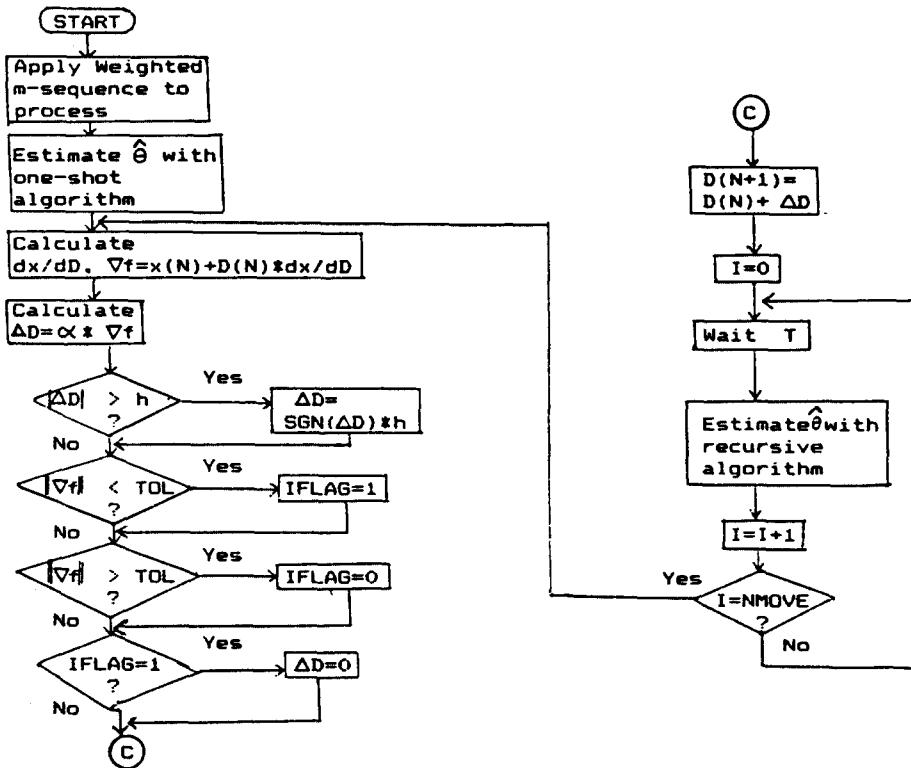 START
Apply Weighted
m-sequence to
process
Estimate θ̂ with
one-shot
algorithm
Calculate
dx/dD, ∇f=x(N)+D(N)*dx/dD
Calculate
ΔD=α* ∇f
|ΔD| > h
?
Yes
ΔD=
SGN(ΔD)*h
No
|∇f| < TOL
?
Yes
IFLAG=1
No
|∇f| > TOL
?
Yes
IFLAG=0
No
IFLAG=1
?
Yes
ΔD=0
No
C
C
D(N+1)=
D(N)+ ΔD
I=0
Wait T
Estimate θ̂ with
recursive
algorithm
I=I+1
Yes
I=NMOVE
?
No